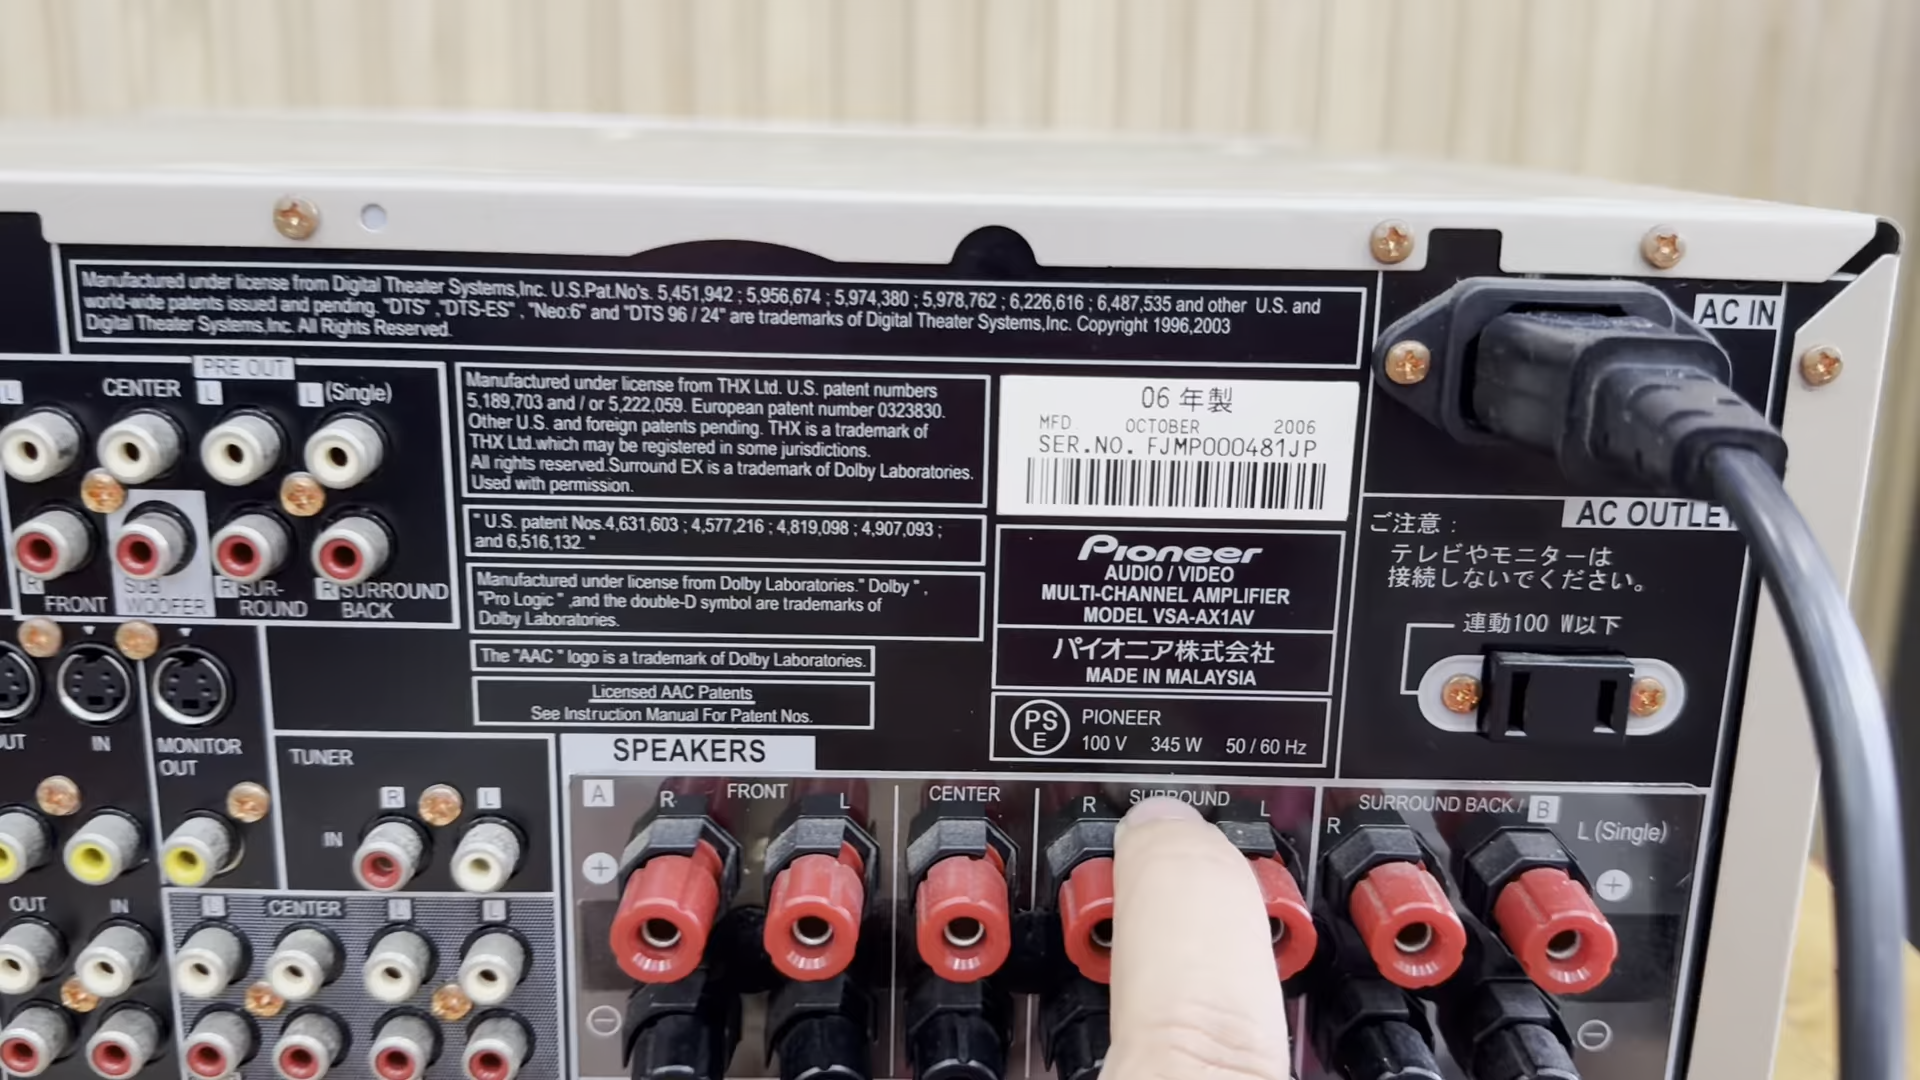 Manufactured under license from Digital Theater Systems,Inc. U.S.Pat.No's. 5,451,942 ; 5,956,674 ; 5,974,380 ; 5,978,762 ; 6,226,616 ; 6,487,535 and other U.S. and
world-wide patents issued and pending. "DTS" ,"DTS-ES" , "Neo:6" and "DTS 96 / 24" are trademarks of Digital Theater Systems,Inc. Copyright 1996,2003
Digital Theater Systems,Inc. All Rights Reserved.
AC IN
PRE OUT
L
CENTER
L
L (Single)
R
FRONT
SUB
WOOFER
R SUR-
ROUND
R SURROUND
BACK
Manufactured under license from THX Ltd. U.S. patent numbers
5,189,703 and / or 5,222,059. European patent number 0323830.
Other U.S. and foreign patents pending. THX is a trademark of
THX Ltd.which may be registered in some jurisdictions.
All rights reserved.Surround EX is a trademark of Dolby Laboratories.
Used with permission.
" U.S. patent Nos.4,631,603 ; 4,577,216 ; 4,819,098 ; 4,907,093 ;
and 6,516,132. "
Manufactured under license from Dolby Laboratories." Dolby ",
"Pro Logic" ,and the double-D symbol are trademarks of
Dolby Laboratories.
The "AAC " logo is a trademark of Dolby Laboratories.
Licensed AAC Patents
See Instruction Manual For Patent Nos.
06 年製
MFD OCTOBER 2006
SER.NO. FJMP000481JP
Pioneer
AUDIO / VIDEO
MULTI-CHANNEL AMPLIFIER
MODEL VSA-AX1AV
パイオニア株式会社
MADE IN MALAYSIA
PS
E
PIONEER
100 V 345 W 50 / 60 Hz
AC OUTLET
ご注意：
テレビやモニターは
接続しないでください。
連動100 W以下
IN
MONITOR
OUT
TUNER
R L
IN
OUT IN
L CENTER L L
SPEAKERS
A
R FRONT L
CENTER
R SURROUND L
SURROUND BACK / B
R
L (Single)
+
+
−
−